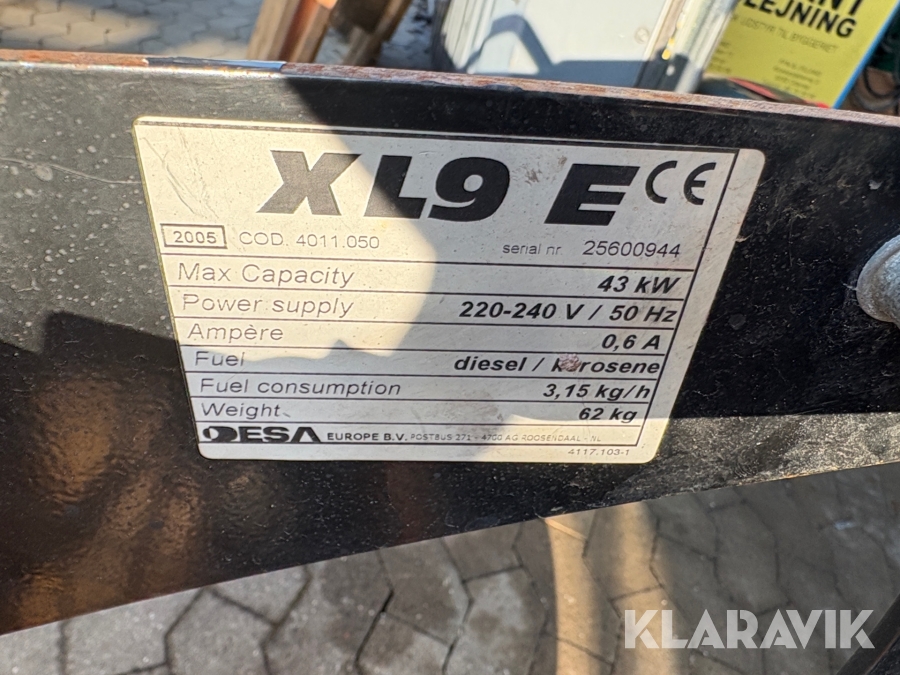 NT
LEJNING
XL9 E CE
2005 COD. 4011.050 serial nr. 25600944
Max Capacity 43 kW
Power supply 220-240 V / 50 Hz
Ampère 0,6 A
Fuel diesel / kerosene
Fuel consumption 3,15 kg/h
Weight 62 kg
DESA EUROPE B.V. POSTBUS 271 - 4700 AG ROOSENDAAL - NL
4117.103-1
KLARAVIK